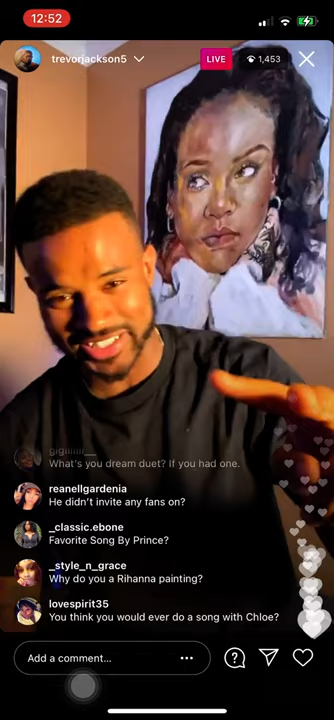 12:52
trevorjackson5
LIVE
1,453
gigiiiiiii__
What's you dream duet? If you had one.
reanellgardenia
He didn't invite any fans on?
_classic.ebone
Favorite Song By Prince?
_style_n_grace
Why do you a Rihanna painting?
lovespirit35
You think you would ever do a song with Chloe?
Add a comment...